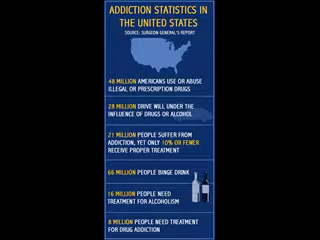 ADDICTION STATISTICS IN
THE UNITED STATES
SOURCE: SURGEON GENERAL'S REPORT
48 MILLION AMERICANS USE OR ABUSE
ILLEGAL OR PRESCRIPTION DRUGS
28 MILLION DRIVE WILL UNDER THE
INFLUENCE OF DRUGS OR ALCOHOL
21 MILLION PEOPLE SUFFER FROM
ADDICTION, YET ONLY 10% OR FEWER
RECEIVE PROPER TREATMENT
66 MILLION PEOPLE BINGE DRINK
16 MILLION PEOPLE NEED
TREATMENT FOR ALCOHOLISM
8 MILLION PEOPLE NEED TREATMENT
FOR DRUG ADDICTION